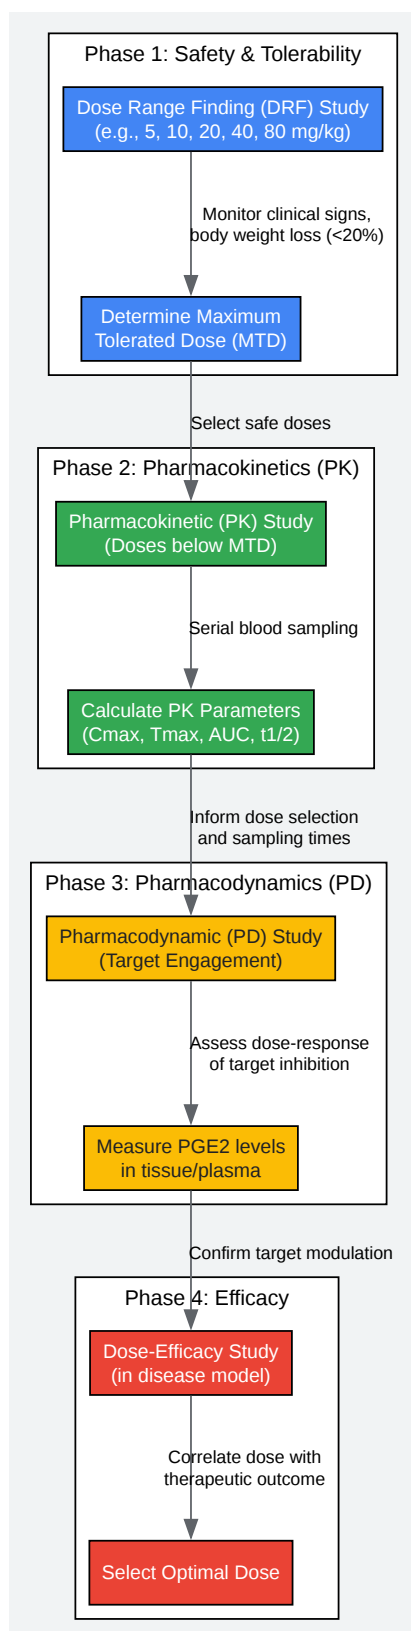 Phase 1: Safety & Tolerability
Dose Range Finding (DRF) Study
(e.g., 5, 10, 20, 40, 80 mg/kg)
Monitor clinical signs,
body weight loss (<20%)
Determine Maximum
Tolerated Dose (MTD)
Select safe doses
Phase 2: Pharmacokinetics (PK)
Pharmacokinetic (PK) Study
(Doses below MTD)
Serial blood sampling
Calculate PK Parameters
(Cmax, Tmax, AUC, t1/2)
Inform dose selection
and sampling times
Phase 3: Pharmacodynamics (PD)
Pharmacodynamic (PD) Study
(Target Engagement)
Assess dose-response
of target inhibition
Measure PGE2 levels
in tissue/plasma
Confirm target modulation
Phase 4: Efficacy
Dose-Efficacy Study
(in disease model)
Correlate dose with
therapeutic outcome
Select Optimal Dose